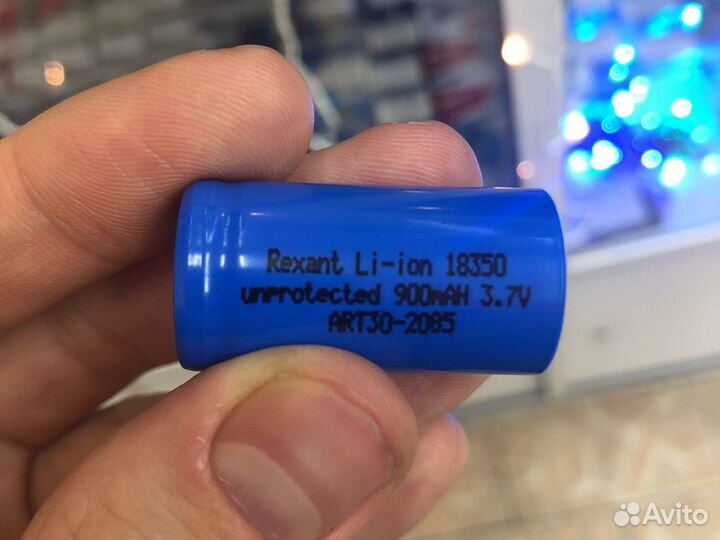 Rexant Li-ion 18350
unprotected 900mAH 3.7V
ART30-2085
Avito